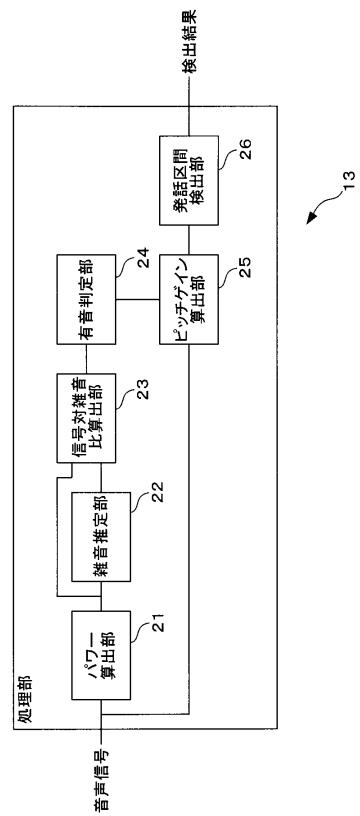 処理部
音声信号
パワー
算出部
21
雑音推定部
22
信号対雑音
比算出部
23
有音判定部
24
ピッチゲイン
算出部
25
発話区間
検出部
26
検出結果
13